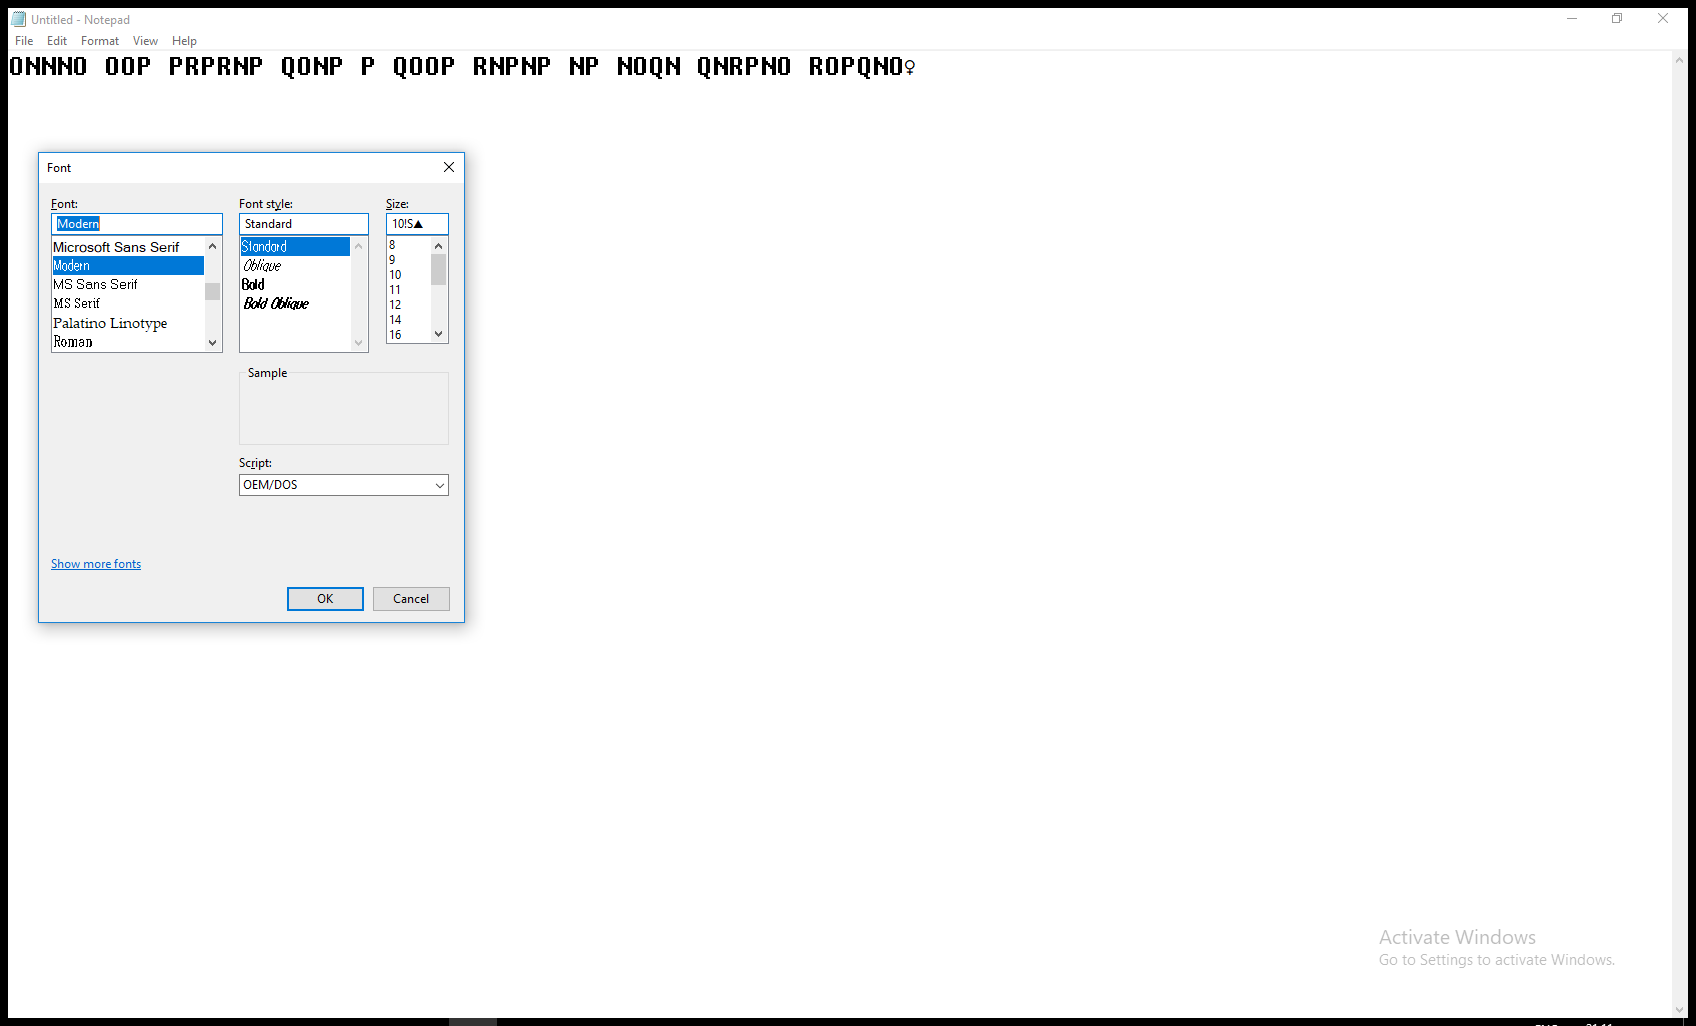 Untitled - Notepad
File Edit Format View Help
ONNNO OOP PRPRNP QONP P QOOP RNPNP NP NOQN QNRPNO ROPQNO♀
Font
Font: Font style: Size:
Modern Standard 10!S▲
Microsoft Sans Serif
Modern
MS Sans Serif
MS Serif
Palatino Linotype
Roman
Standard
Oblique
Bold
Bold Oblique
8
9
10
11
12
14
16
Sample
Script:
OEM/DOS
Show more fonts
OK Cancel
Activate Windows
Go to Settings to activate Windows.